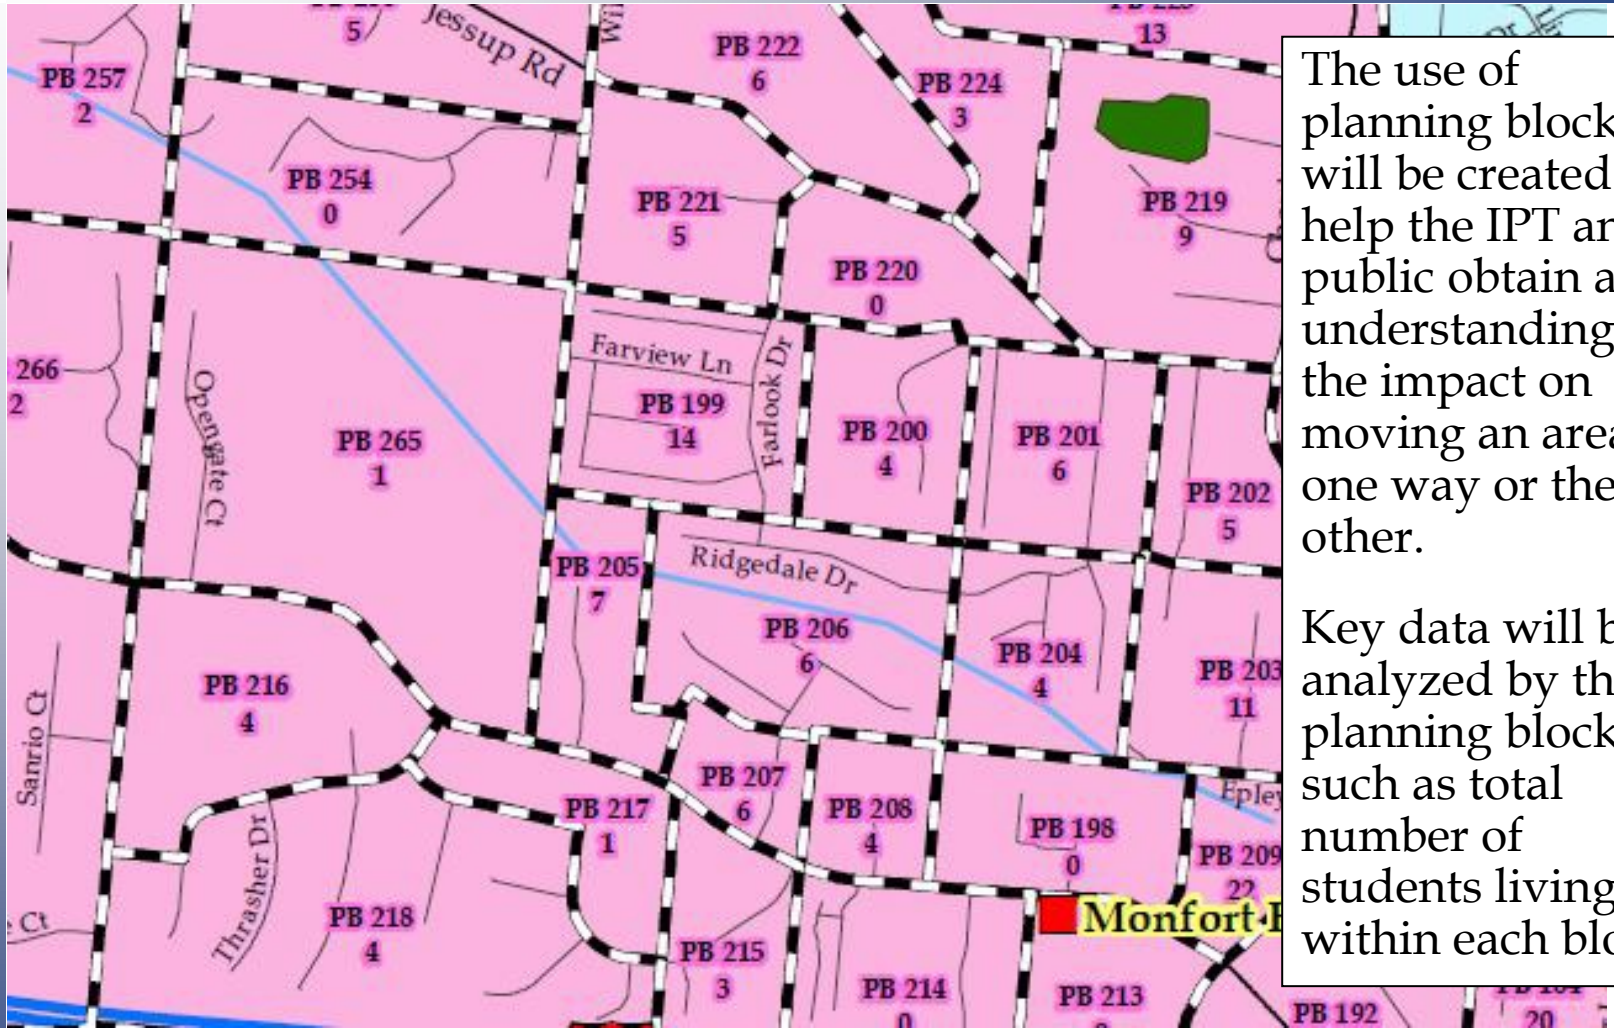 5
Jessup Rd
Wil
PB 222
6
13
PB 257
2
PB 224
3
PB 254
0
PB 221
5
PB 219
9
PB 220
0
266
2
Opengate Ct
PB 265
1
Farview Ln
Farlook Dr
PB 199
14
PB 200
4
PB 201
6
PB 202
5
PB 205
7
Ridgedale Dr
PB 206
6
PB 204
4
PB 203
11
PB 216
4
Sanrio Ct
PB 217
1
PB 207
6
PB 208
4
PB 198
0
Epley
PB 209
22
Thrasher Dr
PB 218
4
Ct
Monfort
PB 215
3
PB 214
0
PB 213
PB 192
20
The use of
planning block
will be created
help the IPT an
public obtain a
understanding
the impact on
moving an area
one way or the
other.
Key data will b
analyzed by th
planning block
such as total
number of
students living
within each blo